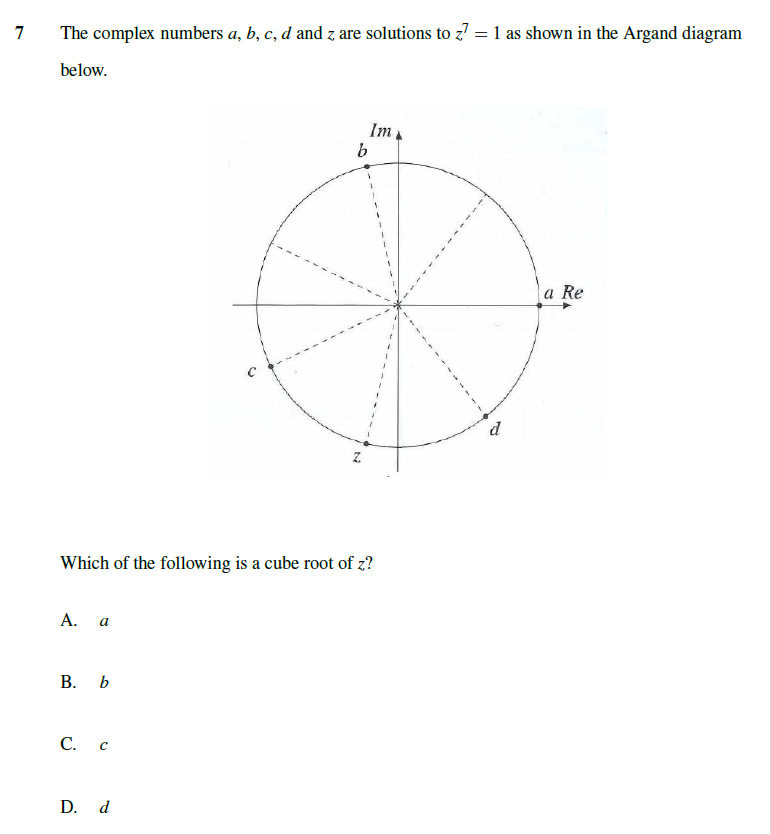 7 The complex numbers a, b, c, d and z are solutions to z⁷ = 1 as shown in the Argand diagram
below.
Im
b
a Re
c
d
z
Which of the following is a cube root of z?
A. a
B. b
C. c
D. d